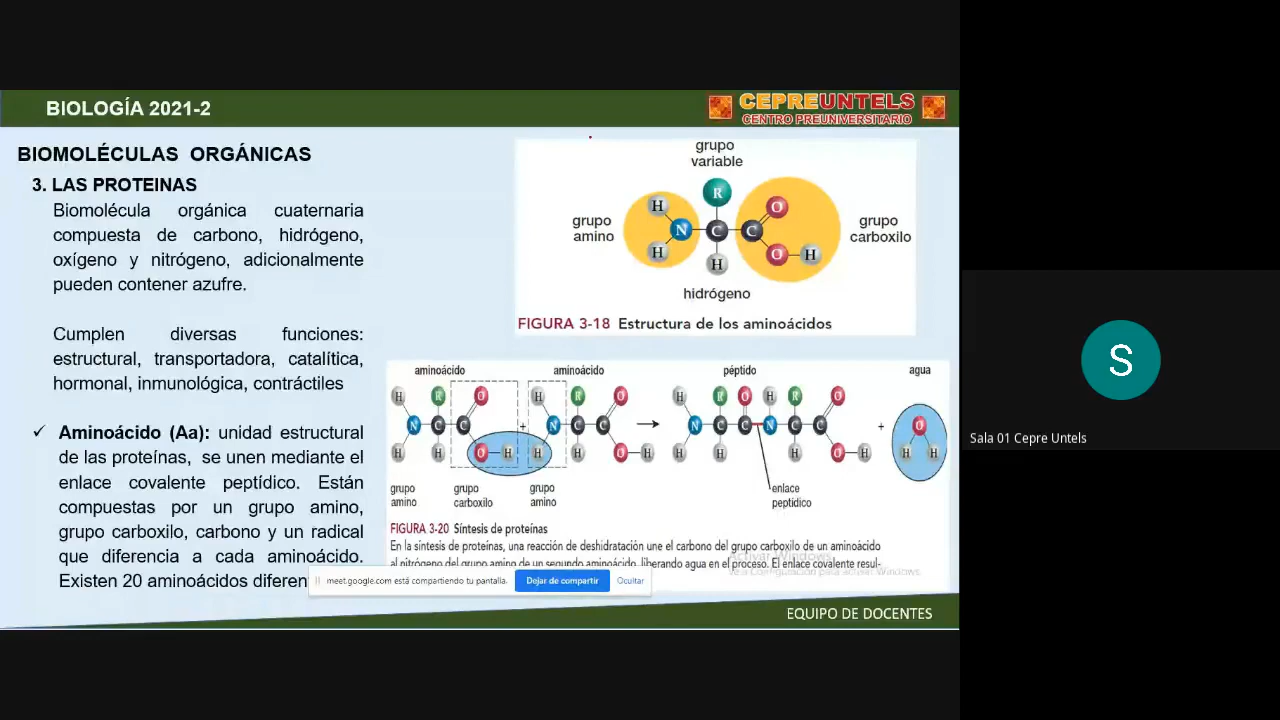 BIOLOGÍA 2021-2
CEPREUNTELS
CENTRO PREUNIVERSITARIO
BIOMOLÉCULAS ORGÁNICAS
3. LAS PROTEINAS
Biomolécula orgánica cuaternaria
compuesta de carbono, hidrógeno,
oxígeno y nitrógeno, adicionalmente
pueden contener azufre.
Cumplen diversas funciones:
estructural, transportadora, catalítica,
hormonal, inmunológica, contráctiles
✓ Aminoácido (Aa): unidad estructural
de las proteínas, se unen mediante el
enlace covalente peptídico. Están
compuestas por un grupo amino,
grupo carboxilo, carbono y un radical
que diferencia a cada aminoácido.
Existen 20 aminoácidos diferen
grupo
variable
H R O
grupo
amino
N C C
grupo
carboxilo
H H O H
hidrógeno
FIGURA 3-18 Estructura de los aminoácidos
aminoácido aminoácido péptido agua
H R O H R O H R O H R O
N C C + N C C N C C N C C + O
H H O H H H O H H H H O H H H
grupo
amino
grupo
carboxilo
grupo
amino
enlace
peptídico
FIGURA 3-20 Síntesis de proteínas
En la síntesis de proteínas, una reacción de deshidratación une el carbono del grupo carboxilo de un aminoácido
al nitrógeno del grupo amino de un segundo aminoácido, liberando agua en el proceso. El enlace covalente resul-
Activar Windows
Ve a Configuración para activar Windows.
meet.google.com está compartiendo tu pantalla.
Dejar de compartir
Ocultar
EQUIPO DE DOCENTES
S
Sala 01 Cepre Untels